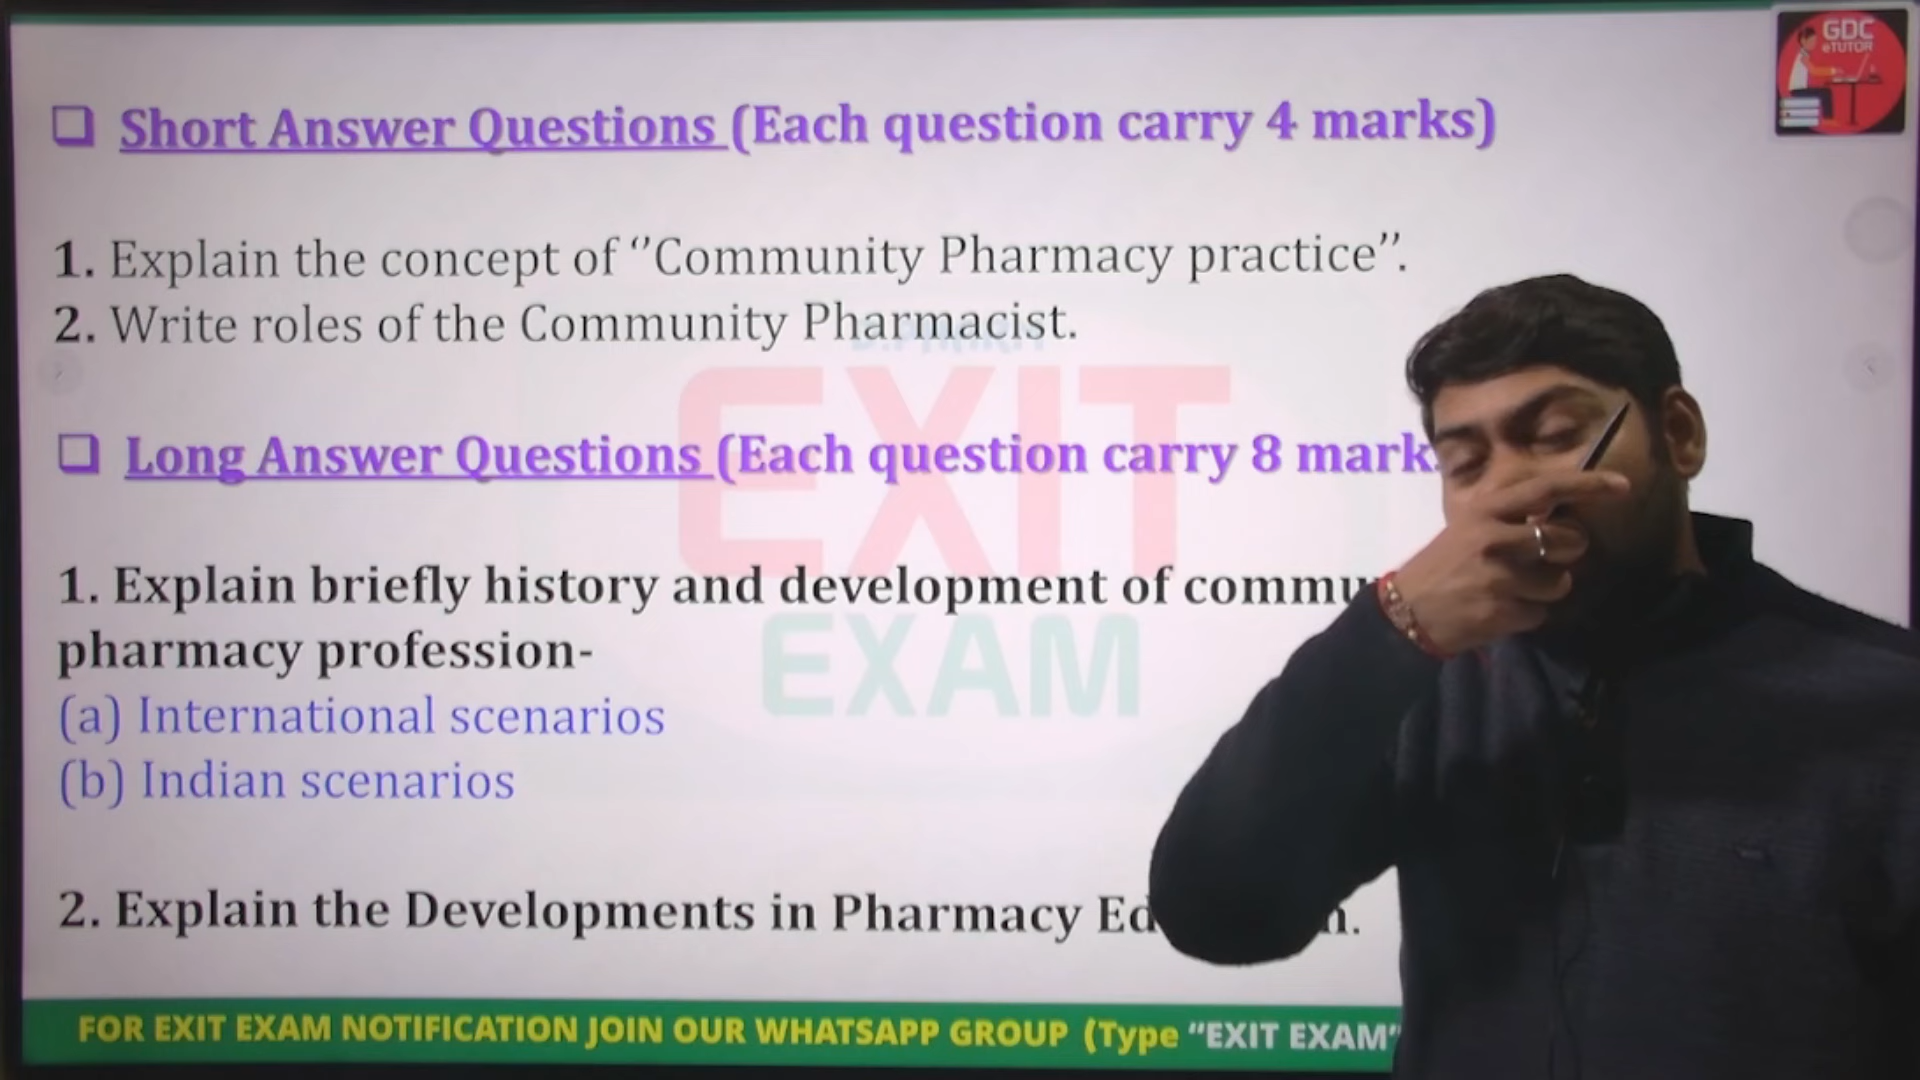 GDC
eTUTOR
❑ Short Answer Questions (Each question carry 4 marks)
1. Explain the concept of ‘’Community Pharmacy practice’’.
2. Write roles of the Community Pharmacist.
❑ Long Answer Questions (Each question carry 8 mark
1. Explain briefly history and development of
pharmacy profession-
(a) International scenarios
(b) Indian scenarios
2. Explain the Developments in Pharmacy
EXIT
EXAM
FOR EXIT EXAM NOTIFICATION JOIN OUR WHATSAPP GROUP (Type “EXIT EXAM”